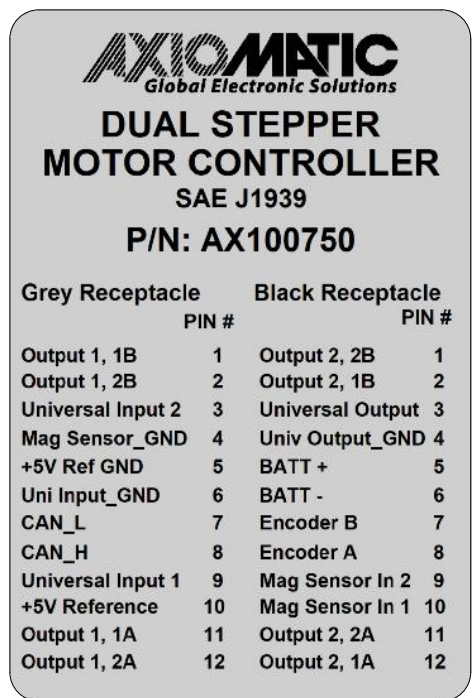 AXIOMATIC
Global Electronic Solutions
DUAL STEPPER
MOTOR CONTROLLER
SAE J1939
P/N: AX100750
Grey Receptacle Black Receptacle
PIN # PIN #
Output 1, 1B 1 Output 2, 2B 1
Output 1, 2B 2 Output 2, 1B 2
Universal Input 2 3 Universal Output 3
Mag Sensor_GND 4 Univ Output_GND 4
+5V Ref GND 5 BATT + 5
Uni Input_GND 6 BATT - 6
CAN_L 7 Encoder B 7
CAN_H 8 Encoder A 8
Universal Input 1 9 Mag Sensor In 2 9
+5V Reference 10 Mag Sensor In 1 10
Output 1, 1A 11 Output 2, 2A 11
Output 1, 2A 12 Output 2, 1A 12